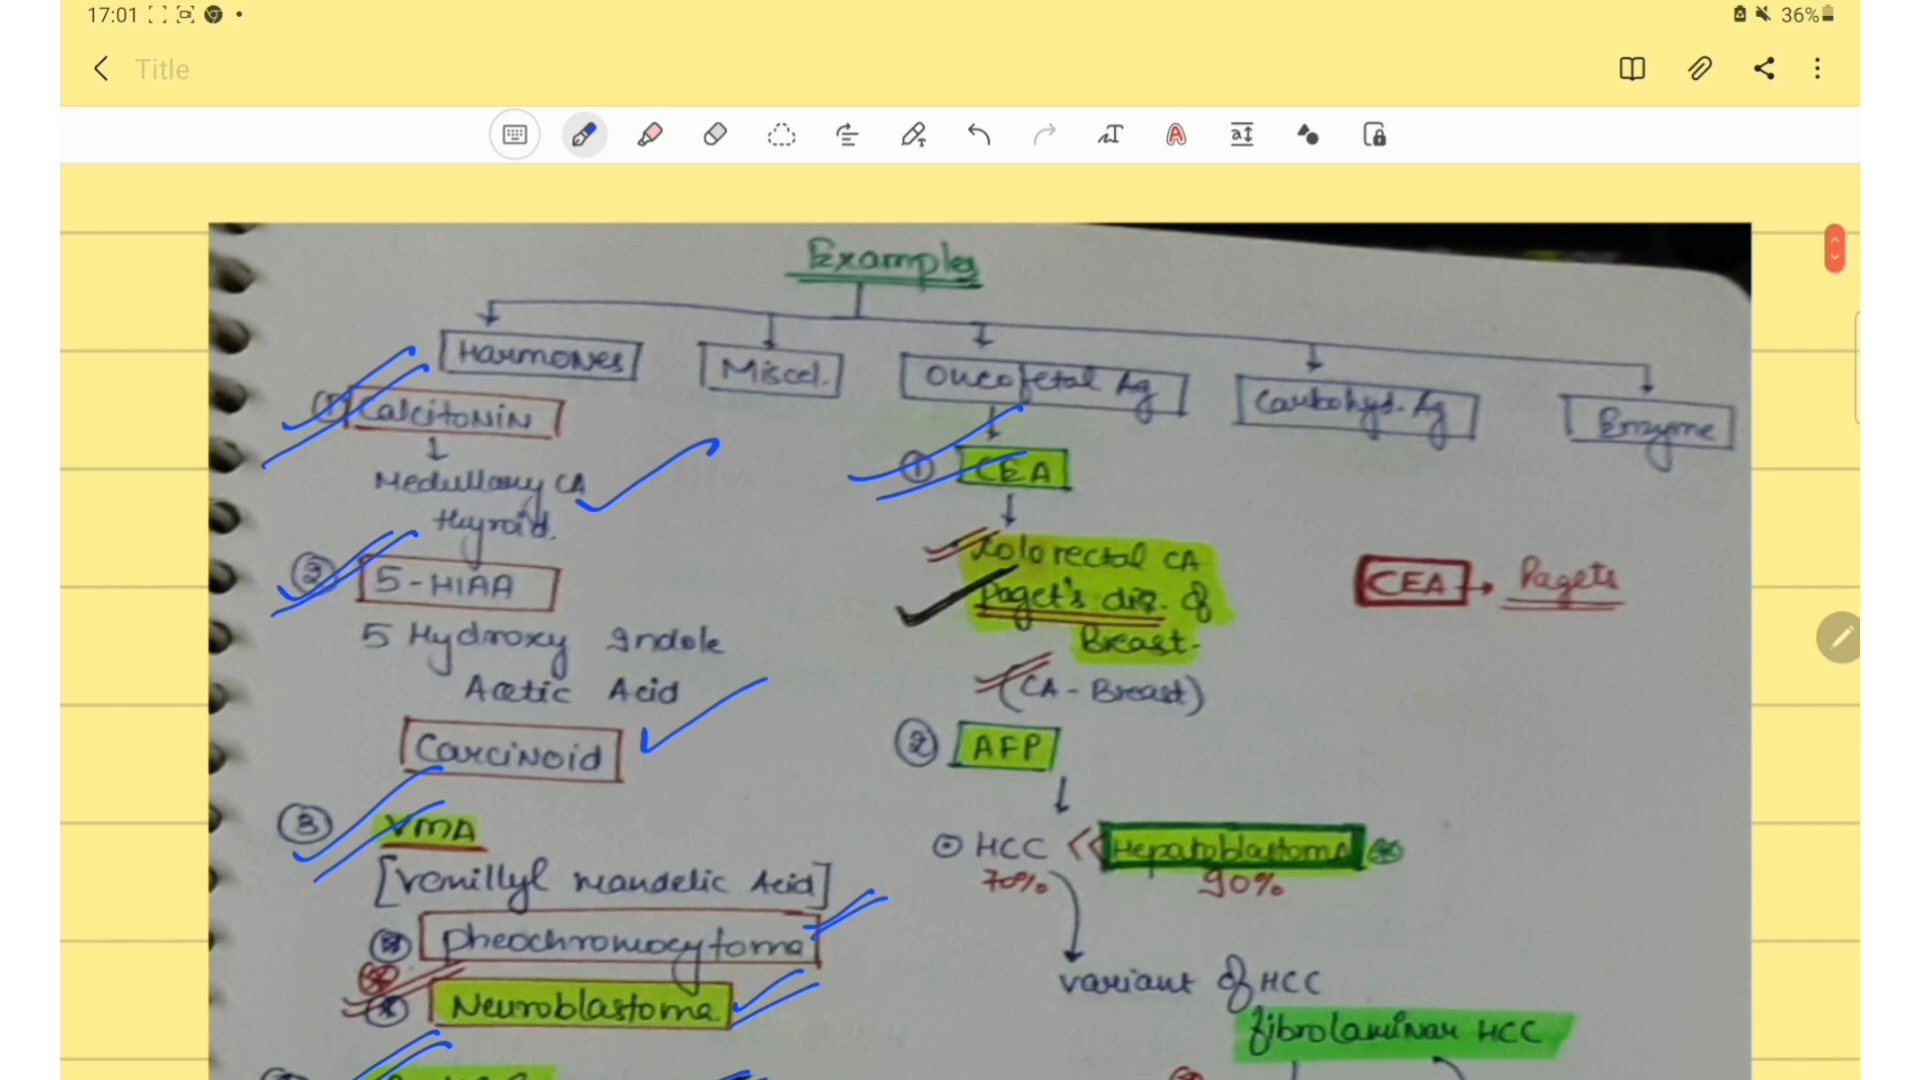 17:01
36%
Title
Examples
Harmones
Miscel.
Oncofetal Ag
Carbohyd. Ag
Enzyme
① Calcitonin
Medullary CA
thyroid.
② 5-HIAA
5 Hydroxy Indole
Acetic Acid
Carcinoid
③ VMA
[Vanillyl mandelic Acid]
Pheochromocytoma
Neuroblastoma
① CEA
Colorectal CA
Paget's dis. of
Breast.
(CA - Breast)
CEA → Pagets
② AFP
HCC << Hepatoblastoma
70% 90%
variant of HCC
fibrolaminar HCC